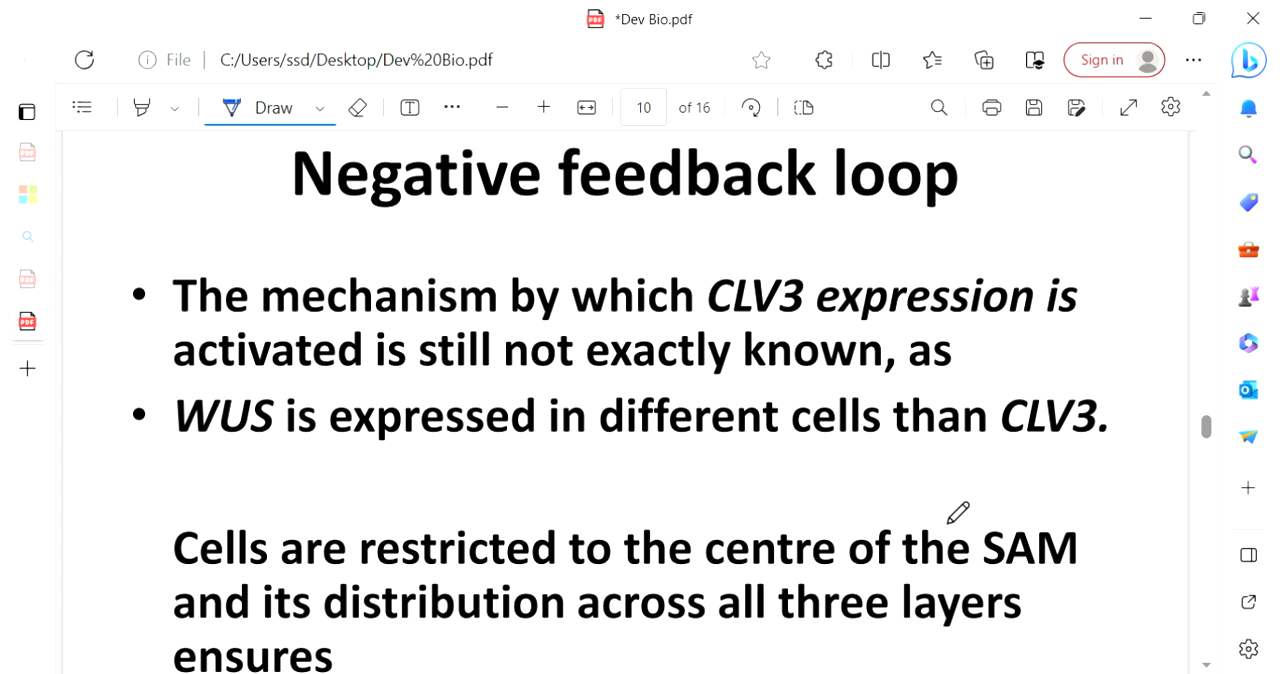 *Dev Bio.pdf
File C:/Users/ssd/Desktop/Dev%20Bio.pdf Sign in
Draw 10 of 16
Negative feedback loop
• The mechanism by which CLV3 expression is
activated is still not exactly known, as
• WUS is expressed in different cells than CLV3.
Cells are restricted to the centre of the SAM
and its distribution across all three layers
ensures